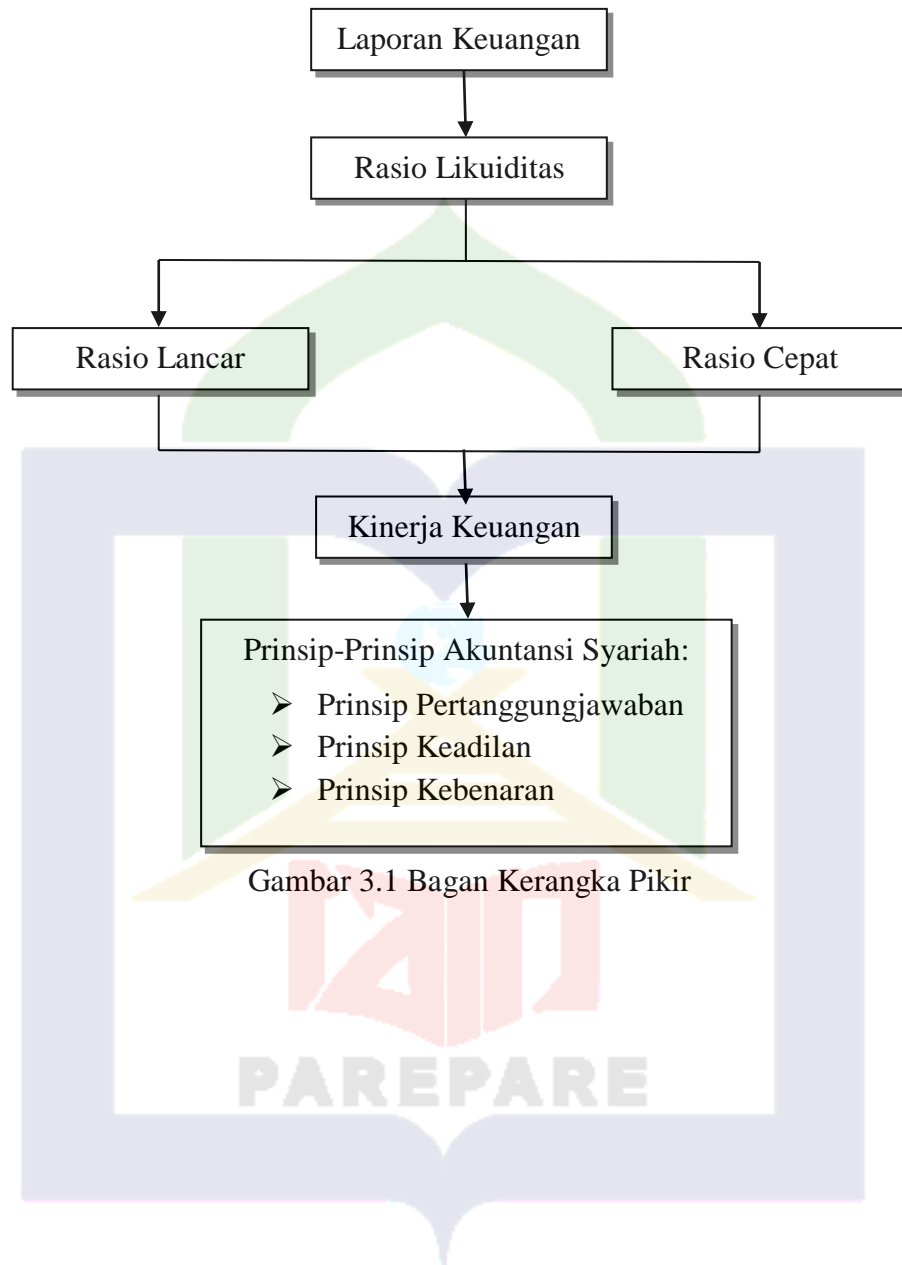 Laporan Keuangan
Rasio Likuiditas
Rasio Lancar
Rasio Cepat
Kinerja Keuangan
Prinsip-Prinsip Akuntansi Syariah:
➢ Prinsip Pertanggungjawaban
➢ Prinsip Keadilan
➢ Prinsip Kebenaran
Gambar 3.1 Bagan Kerangka Pikir
iain
PAREPARE